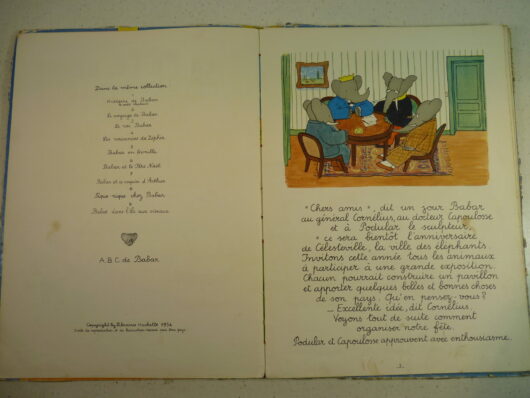 Dans la même collection
Histoire de Babar
Le voyage de Babar
Le roi Babar
Les vacances de Zéphir
Babar en famille
Babar et le Père Noël
Babar et ce coquin d'Arthur
Pique-nique chez Babar
Babar dans l'Ile aux oiseaux
A.B.C. de Babar
Copyright by Librairie Hachette 1954
"Chers amis", dit un jour Babar
au général Cornélius, au docteur Capoulosse
et à Podular le sculpteur,
"ce sera bientôt l'anniversaire
de Célesteville, la ville des éléphants
Invitons cette année tous les animaux
à participer à une grande exposition.
Chacun pourrait construire un pavillon
et apporter quelques belles et bonnes choses
de son pays. Qu'en pensez-vous?
_ Excellente idée, dit Cornélius.
Voyons tout de suite comment
organiser notre fête.
Podular et Capoulosse approuvent avec enthousiasme.